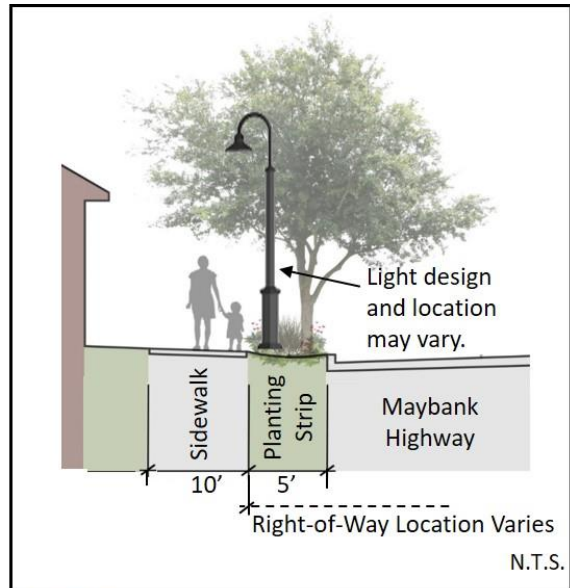 Light design
and location
may vary.
Sidewalk
Planting
Strip
Maybank
Highway
10’
5’
Right-of-Way Location Varies
N.T.S.